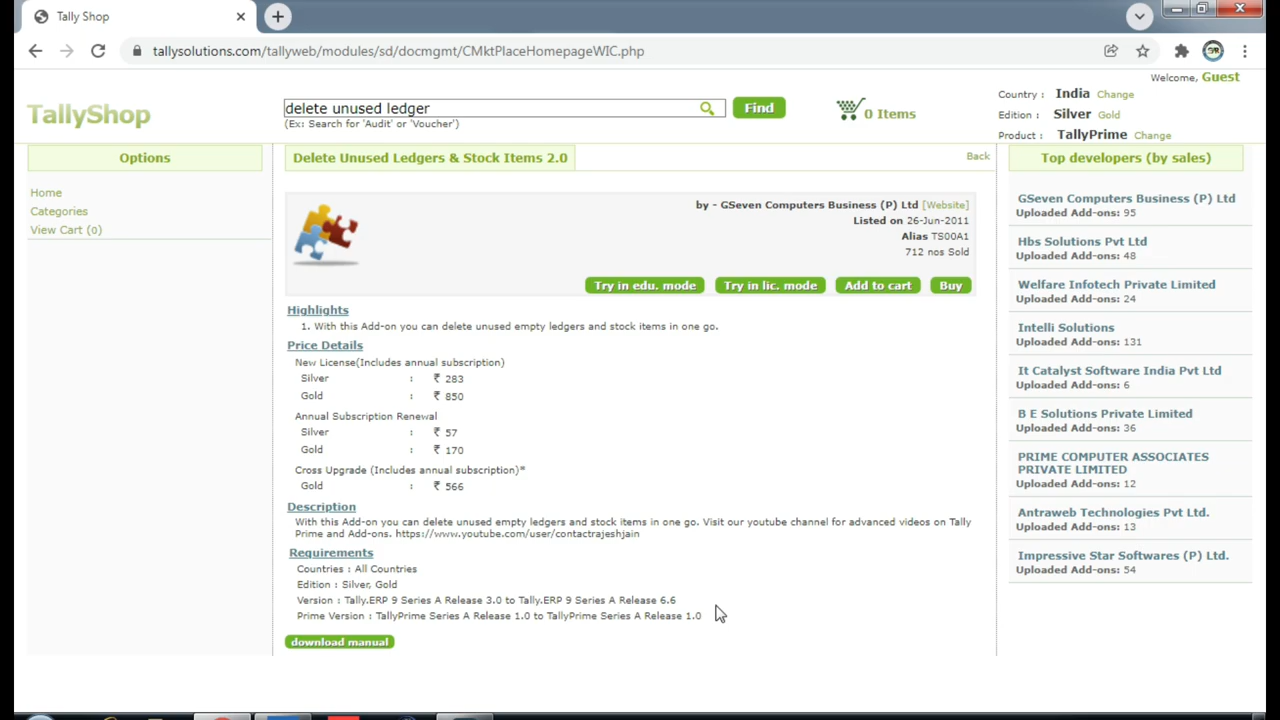 Tally Shop
tallysolutions.com/tallyweb/modules/sd/docmgmt/CMktPlaceHomepageWIC.php
Welcome, Guest
TallyShop
delete unused ledger
Find
(Ex: Search for 'Audit' or 'Voucher')
0 Items
Country : India Change
Edition : Silver Gold
Product : TallyPrime Change
Options
Home
Categories
View Cart (0)
Delete Unused Ledgers & Stock Items 2.0
Back
by - GSeven Computers Business (P) Ltd [Website]
Listed on 26-Jun-2011
Alias TS00A1
712 nos Sold
Try in edu. mode Try in lic. mode Add to cart Buy
Highlights
1. With this Add-on you can delete unused empty ledgers and stock items in one go.
Price Details
New License(Includes annual subscription)
Silver : ₹ 283
Gold : ₹ 850
Annual Subscription Renewal
Silver : ₹ 57
Gold : ₹ 170
Cross Upgrade (Includes annual subscription)*
Gold : ₹ 566
Description
With this Add-on you can delete unused empty ledgers and stock items in one go. Visit our youtube channel for advanced videos on Tally
Prime and Add-ons. https://www.youtube.com/user/contactrajeshjain
Requirements
Countries : All Countries
Edition : Silver, Gold
Version : Tally.ERP 9 Series A Release 3.0 to Tally.ERP 9 Series A Release 6.6
Prime Version : TallyPrime Series A Release 1.0 to TallyPrime Series A Release 1.0
download manual
Top developers (by sales)
GSeven Computers Business (P) Ltd
Uploaded Add-ons: 95
Hbs Solutions Pvt Ltd
Uploaded Add-ons: 48
Welfare Infotech Private Limited
Uploaded Add-ons: 24
Intelli Solutions
Uploaded Add-ons: 131
It Catalyst Software India Pvt Ltd
Uploaded Add-ons: 6
B E Solutions Private Limited
Uploaded Add-ons: 36
PRIME COMPUTER ASSOCIATES
PRIVATE LIMITED
Uploaded Add-ons: 12
Antraweb Technologies Pvt Ltd.
Uploaded Add-ons: 13
Impressive Star Softwares (P) Ltd.
Uploaded Add-ons: 54